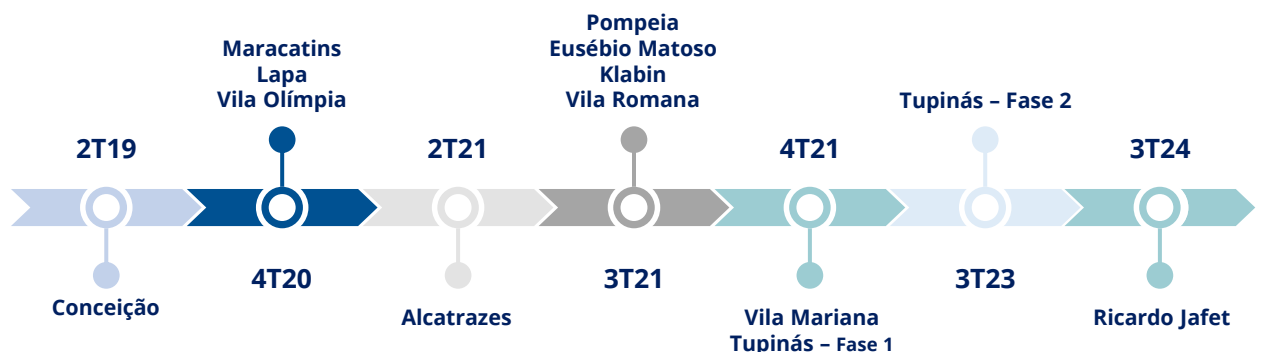 2T19
Conceição
Maracatins
Lapa
Vila Olímpia
4T20
2T21
Alcatrazes
Pompeia
Eusébio Matoso
Klabin
Vila Romana
3T21
4T21
Vila Mariana
Tupinás – Fase 1
Tupinás – Fase 2
3T23
3T24
Ricardo Jafet